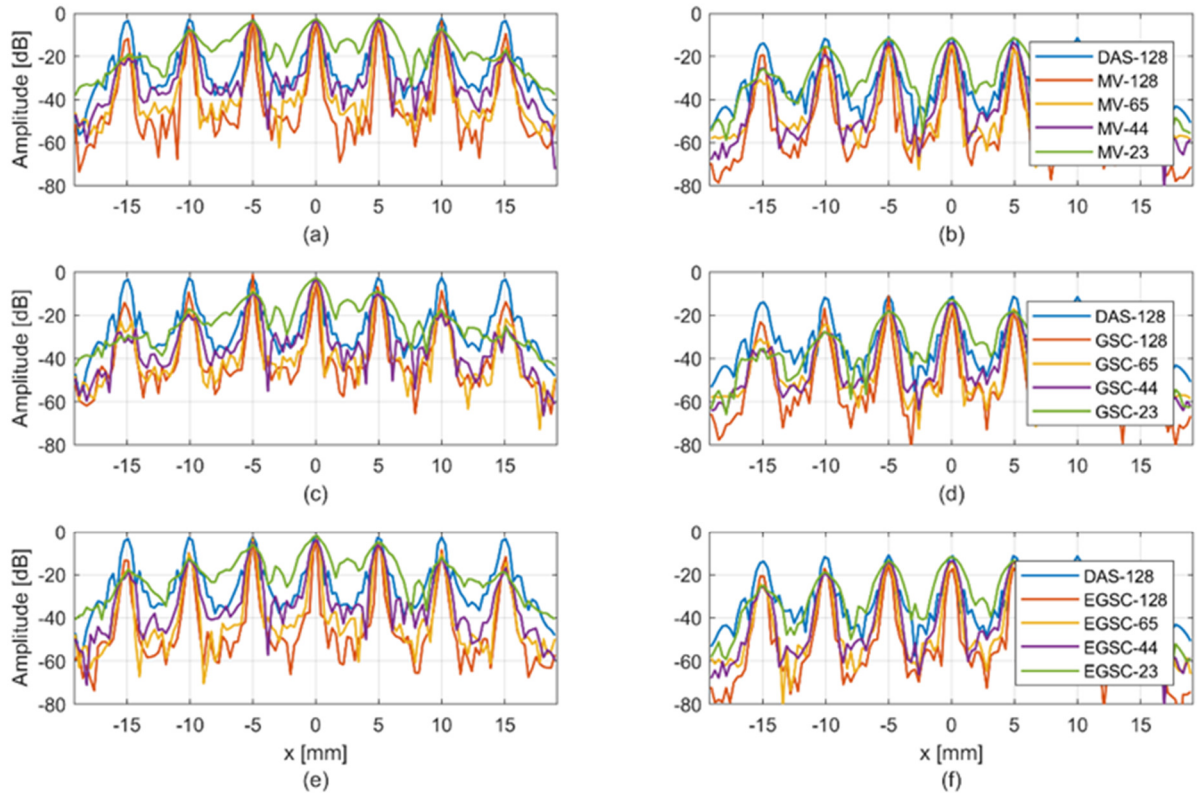 Amplitude [dB]
0
-20
-40
-60
-80
-15 -10 -5 0 5 10 15
(a)
0
-20
-40
-60
-80
DAS-128
MV-128
MV-65
MV-44
MV-23
-15 -10 -5 0 5 10 15
(b)
Amplitude [dB]
0
-20
-40
-60
-80
-15 -10 -5 0 5 10 15
(c)
0
-20
-40
-60
-80
DAS-128
GSC-128
GSC-65
GSC-44
GSC-23
-15 -10 -5 0 5 10 15
(d)
Amplitude [dB]
0
-20
-40
-60
-80
-15 -10 -5 0 5 10 15
x [mm]
(e)
0
-20
-40
-60
-80
DAS-128
EGSC-128
EGSC-65
EGSC-44
EGSC-23
-15 -10 -5 0 5 10 15
x [mm]
(f)